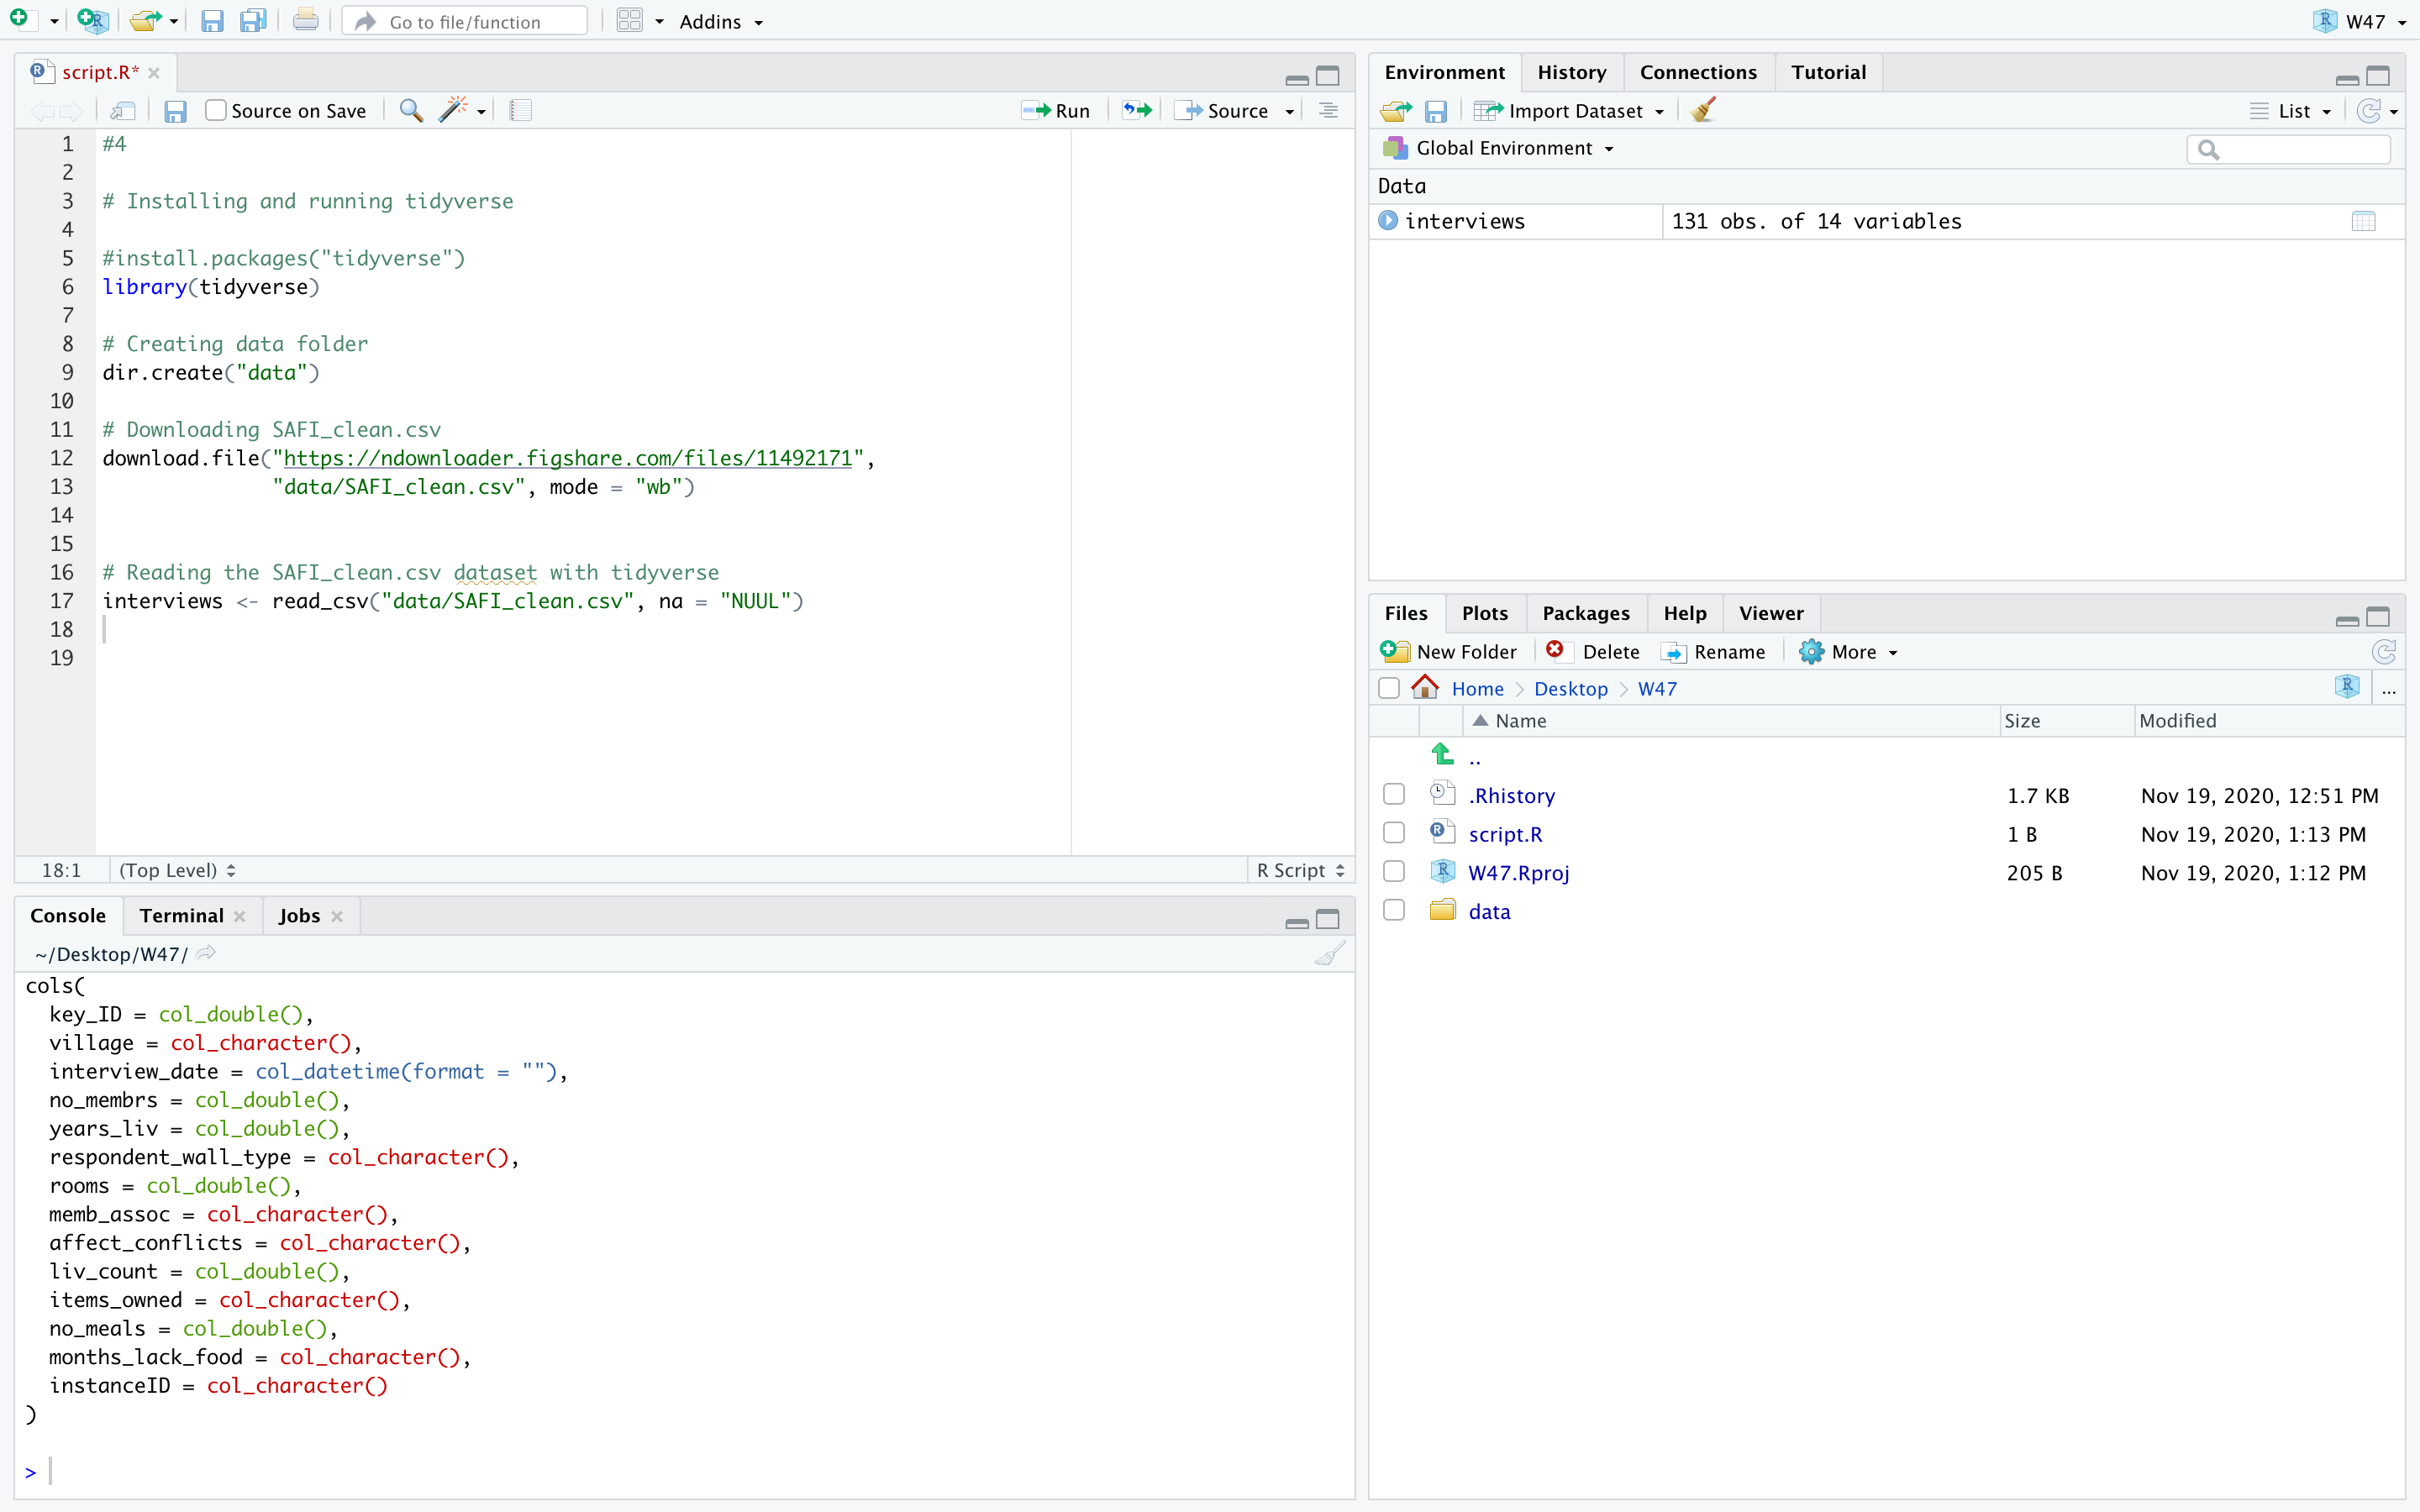 Go to file/function
Addins
W47
script.R*
Source on Save
Run
Source
1 #4
2
3 # Installing and running tidyverse
4
5 #install.packages("tidyverse")
6 library(tidyverse)
7
8 # Creating data folder
9 dir.create("data")
10
11 # Downloading SAFI_clean.csv
12 download.file("https://ndownloader.figshare.com/files/11492171",
13 "data/SAFI_clean.csv", mode = "wb")
14
15
16 # Reading the SAFI_clean.csv dataset with tidyverse
17 interviews <- read_csv("data/SAFI_clean.csv", na = "NUUL")
18
19
18:1 (Top Level) R Script
Console Terminal Jobs
~/Desktop/W47/
cols(
key_ID = col_double(),
village = col_character(),
interview_date = col_datetime(format = ""),
no_membrs = col_double(),
years_liv = col_double(),
respondent_wall_type = col_character(),
rooms = col_double(),
memb_assoc = col_character(),
affect_conflicts = col_character(),
liv_count = col_double(),
items_owned = col_character(),
no_meals = col_double(),
months_lack_food = col_character(),
instanceID = col_character()
)
>
Environment History Connections Tutorial
Import Dataset List
Global Environment
Data
interviews 131 obs. of 14 variables
Files Plots Packages Help Viewer
New Folder Delete Rename More
Home Desktop W47 ...
Name Size Modified
..
.Rhistory 1.7 KB Nov 19, 2020, 12:51 PM
script.R 1 B Nov 19, 2020, 1:13 PM
W47.Rproj 205 B Nov 19, 2020, 1:12 PM
data